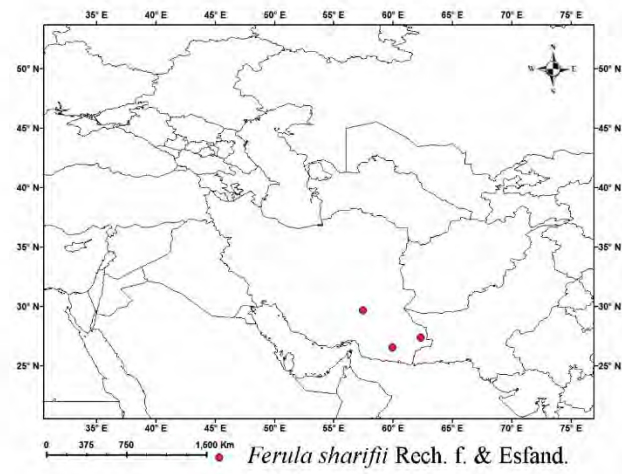 35° E 40° E 45° E 50° E 55° E 60° E 65° E 70° E 75° E
N
W E
50° N 50° N
45° N 45° N
40° N 40° N
35° N 35° N
30° N 30° N
25° N 25° N
35° E 40° E 45° E 50° E 55° E 60° E 65° E 70° E 75° E
0 375 750 1,600 Km
Ferula sharifii Rech. f. & Esfand.